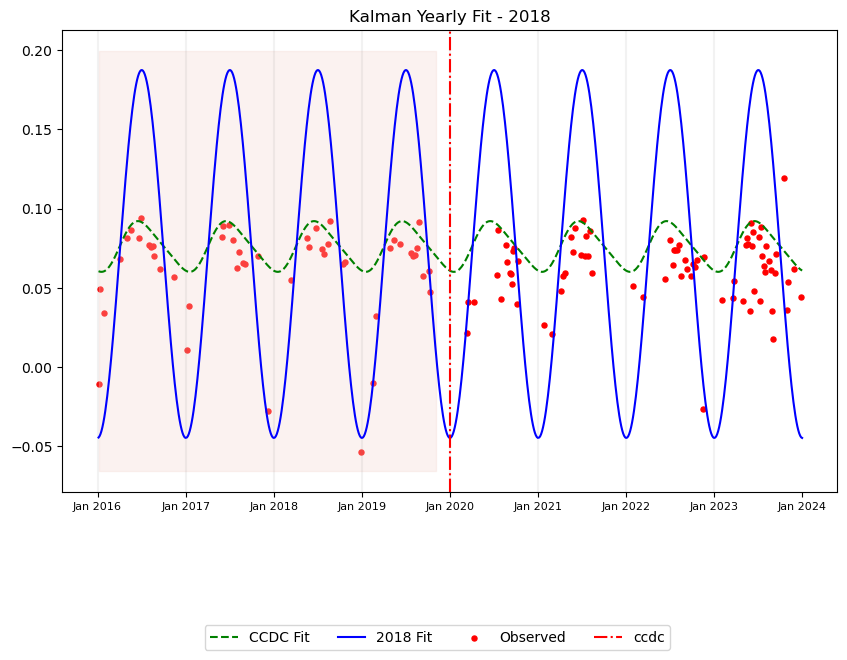 Kalman Yearly Fit - 2018
0.20
0.15
0.10
0.05
0.00
−0.05
Jan 2016 Jan 2017 Jan 2018 Jan 2019 Jan 2020 Jan 2021 Jan 2022 Jan 2023 Jan 2024
CCDC Fit 2018 Fit Observed ccdc